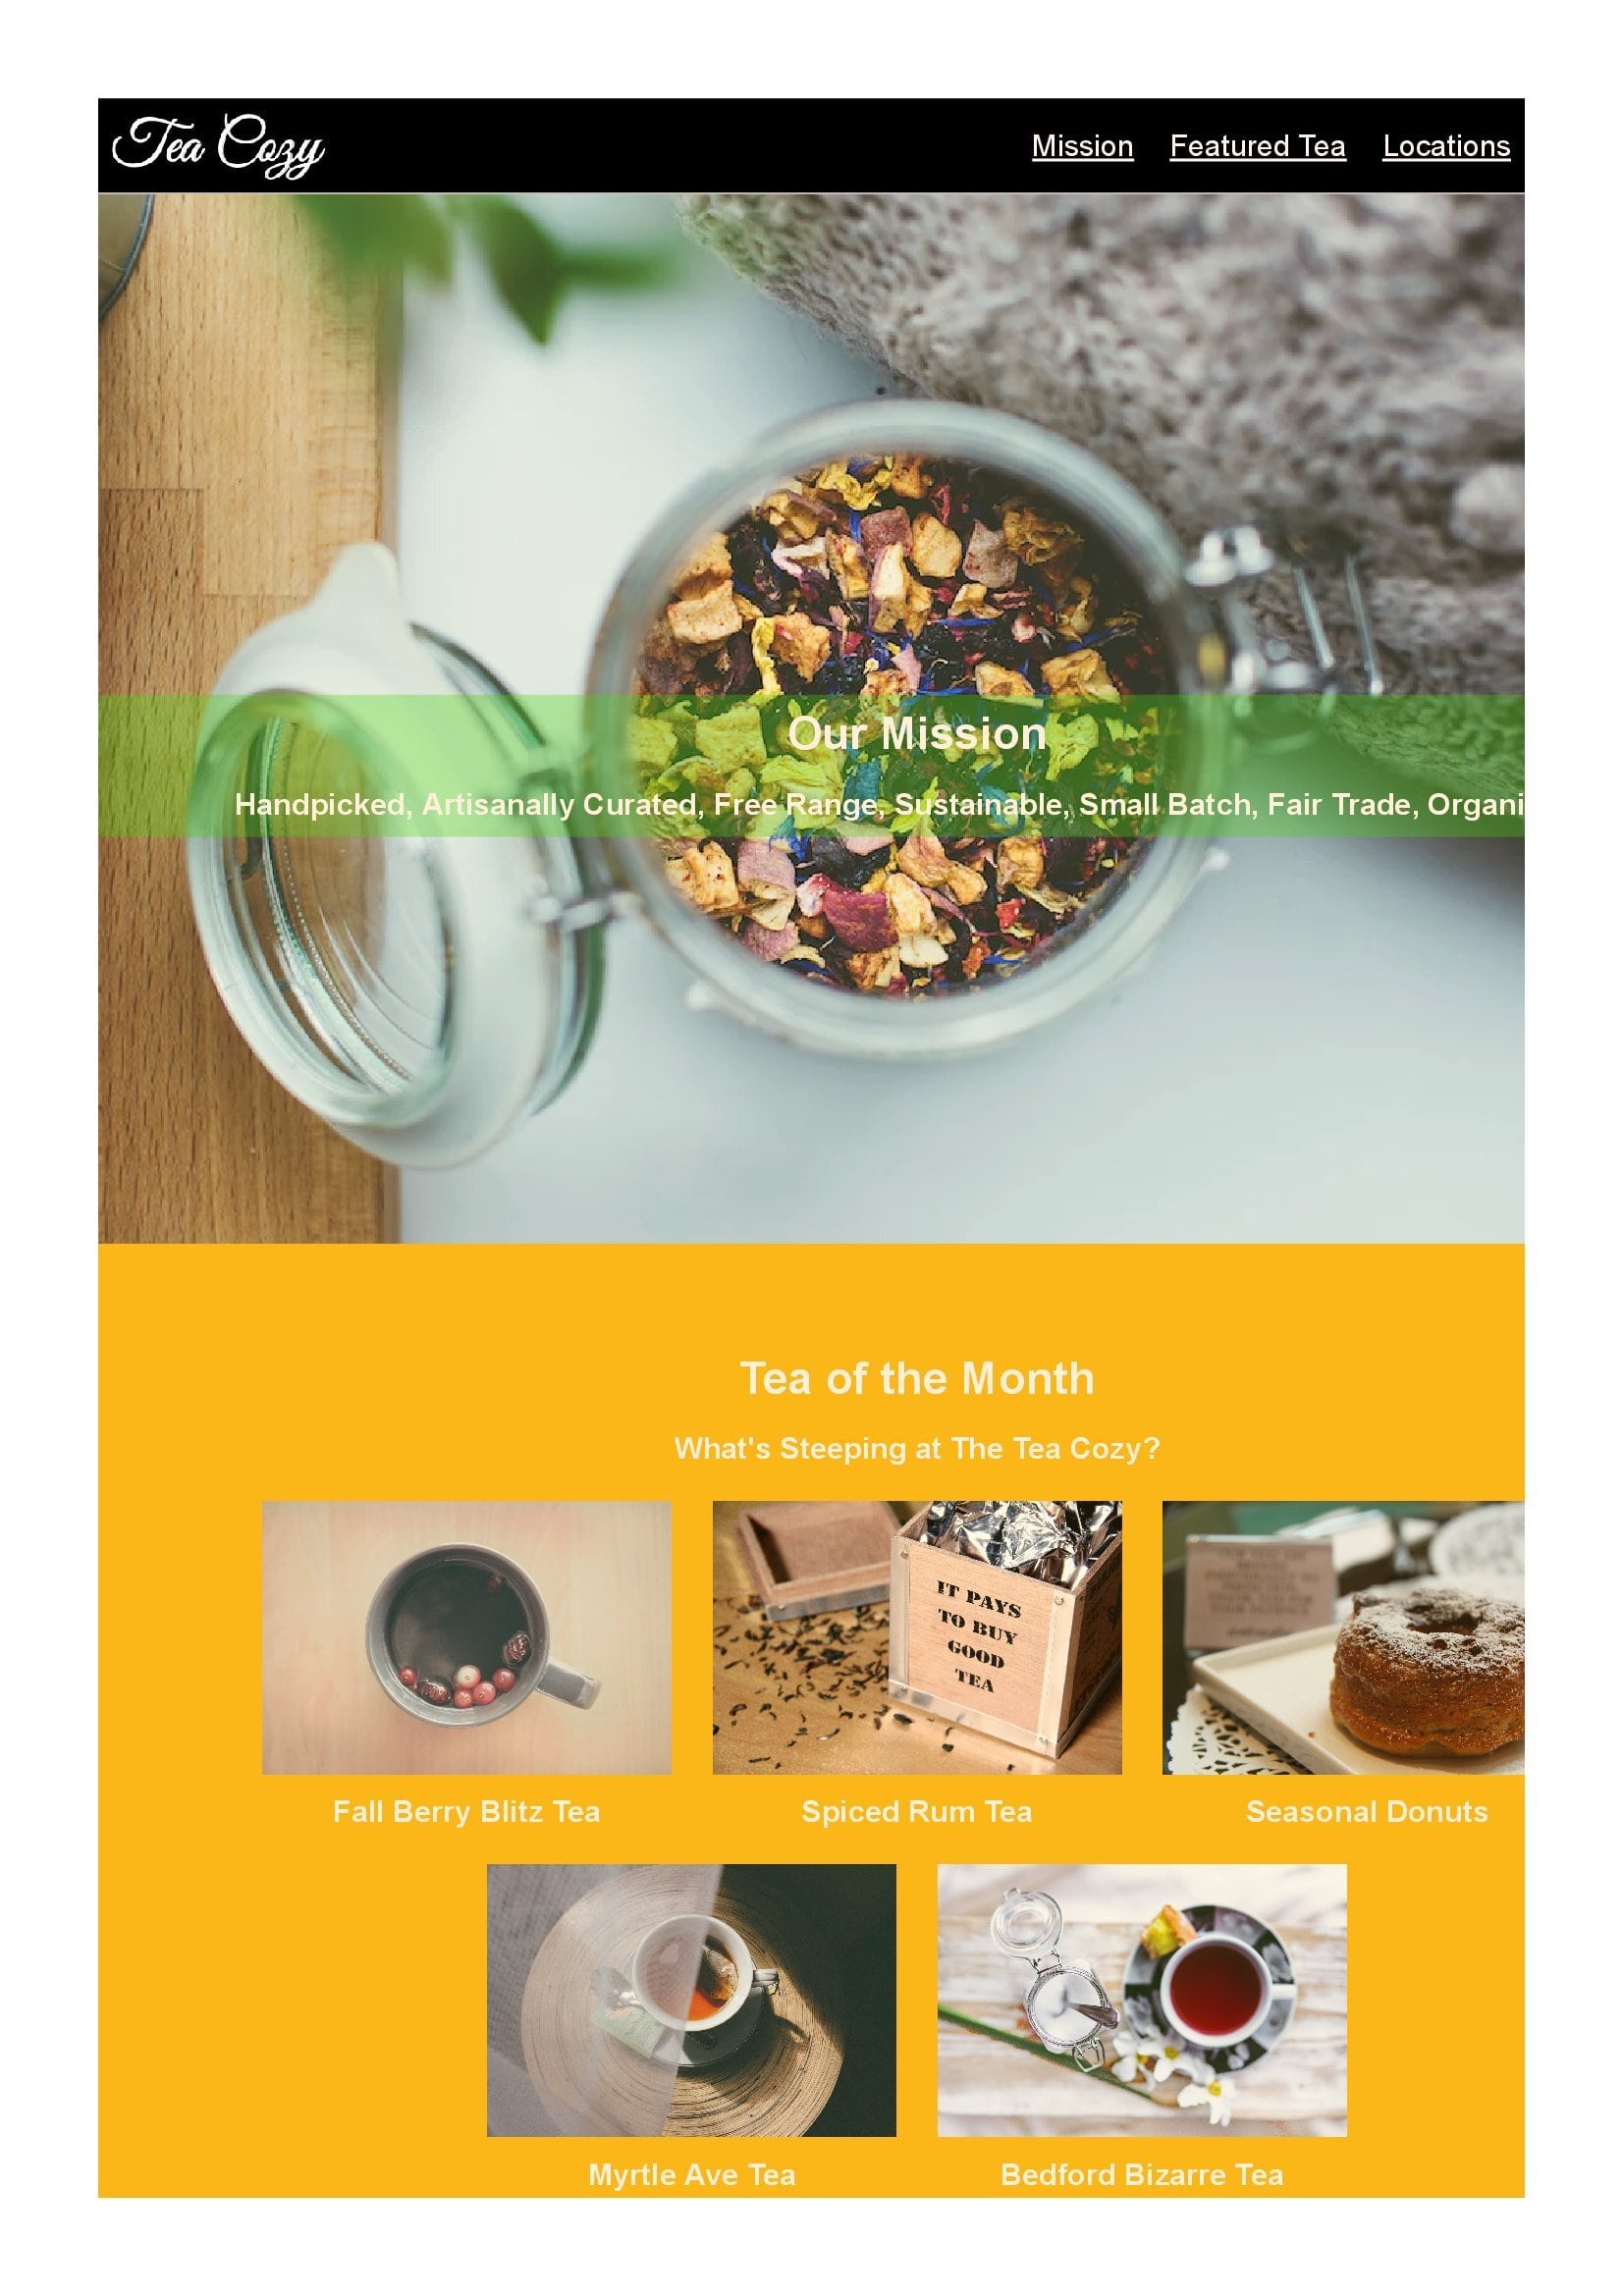 Tea Cozy
Mission Featured Tea Locations
Our Mission
Handpicked, Artisanally Curated, Free Range, Sustainable, Small Batch, Fair Trade, Organi
Tea of the Month
What's Steeping at The Tea Cozy?
IT PAYS
TO BUY
GOOD
TEA
Fall Berry Blitz Tea
Spiced Rum Tea
Seasonal Donuts
Myrtle Ave Tea
Bedford Bizarre Tea